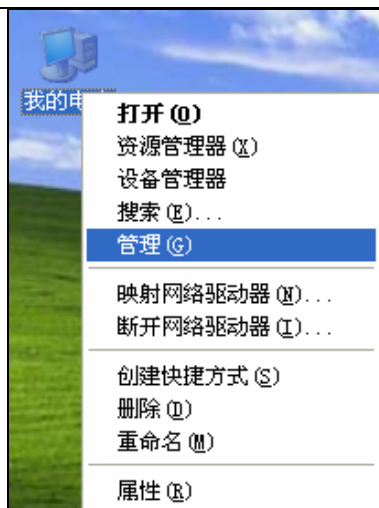 我的电
打开(O)
资源管理器(X)
设备管理器
搜索(E)...
管理(G)
映射网络驱动器(N)...
断开网络驱动器(I)...
创建快捷方式(S)
删除(D)
重命名(M)
属性(R)